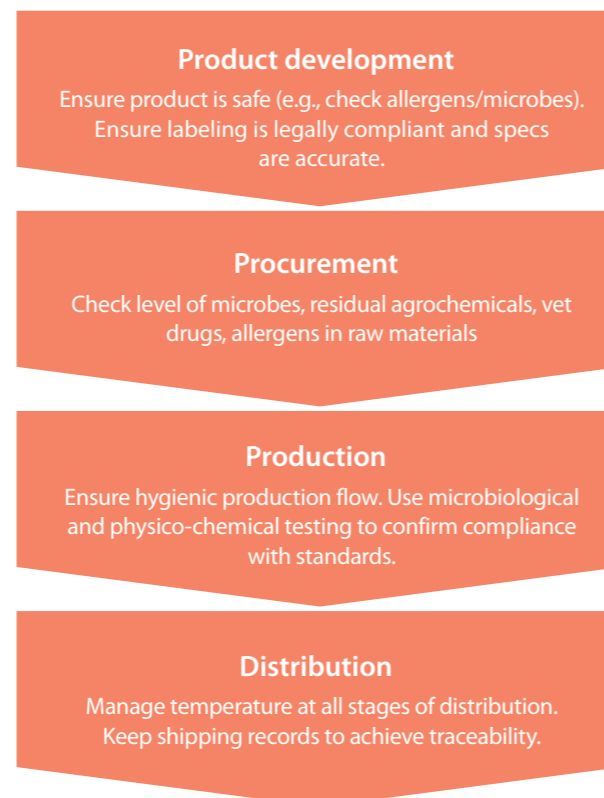 Product development
Ensure product is safe (e.g., check allergens/microbes).
Ensure labeling is legally compliant and specs
are accurate.
Procurement
Check level of microbes, residual agrochemicals, vet
drugs, allergens in raw materials
Production
Ensure hygienic production flow. Use microbiological
and physico-chemical testing to confirm compliance
with standards.
Distribution
Manage temperature at all stages of distribution.
Keep shipping records to achieve traceability.